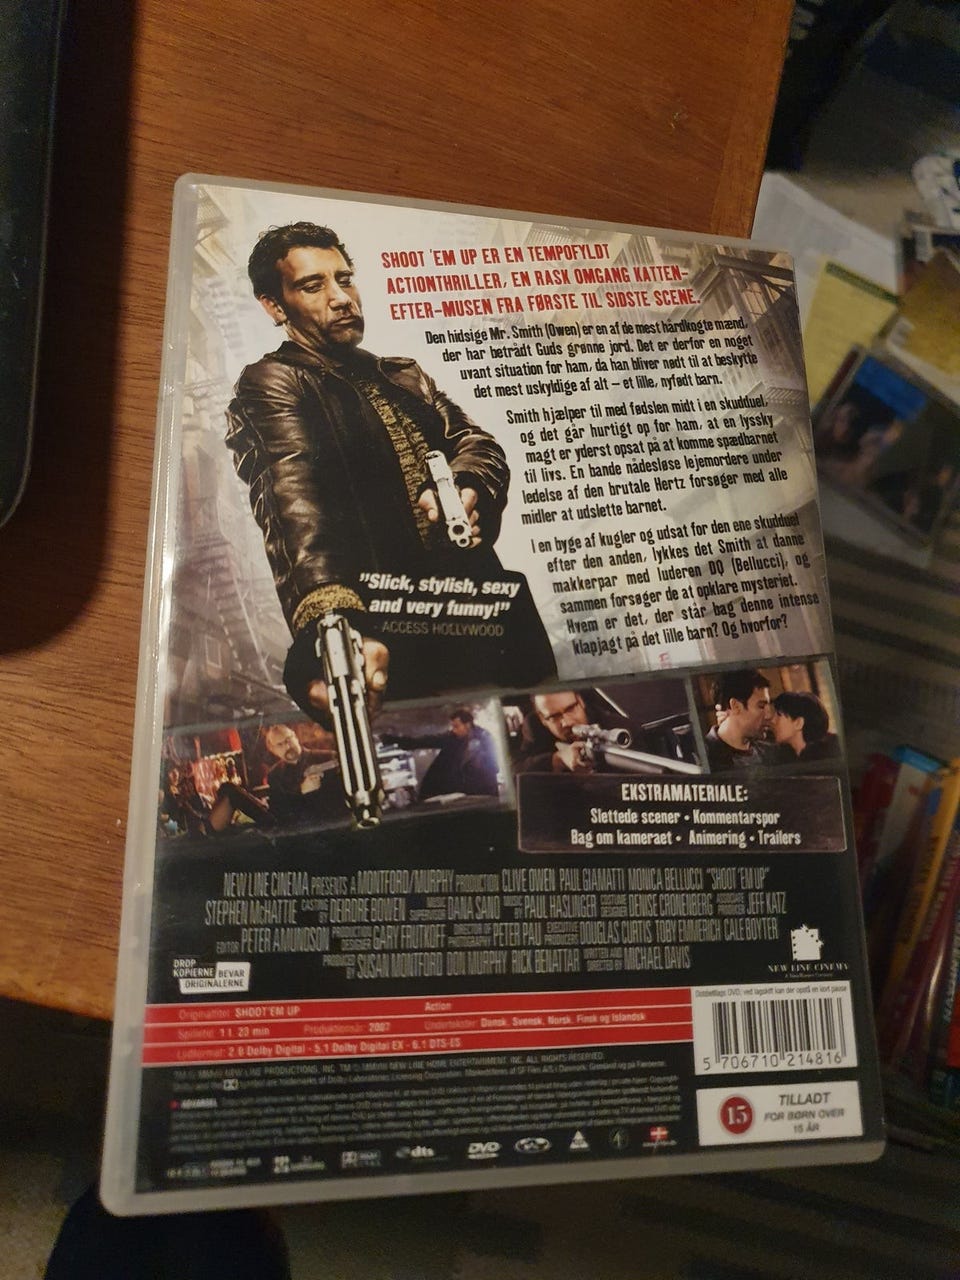 SHOOT 'EM UP ER EN TEMPOFYLDT
ACTIONTHRILLER, EN RASK OMGANG KATTEN-
EFTER-MUSEN FRA FØRSTE TIL SIDSTE SCENE.
Den hidsige Mr. Smith (Owen) er en af de mest hårdkogte mænd,
der har betrådt Guds grønne jord. Det er derfor en noget
uvant situation for ham, da han bliver nødt til at beskytte
det mest uskyldige af alt – et lille, nyfødt barn.
Smith hjælper til med fødslen midt i en skudduel,
og det går hurtigt op for ham, at en lyssky
magt er yderst opsat på at komme spædbarnet
til livs. En bande nådesløse lejemordere under
ledelse af den brutale Hertz forsøger med alle
midler at udslette barnet.
I en byge af kugler og udsat for den ene skudduel
efter den anden, lykkes det Smith at danne
makkerpar med luderen DQ (Bellucci), og
sammen forsøger de at opklare mysteriet.
Hvem er det, der står bag denne intense
klapjagt på det lille barn? Og hvorfor?
"Slick, stylish, sexy
and very funny!"
- ACCESS HOLLYWOOD
EKSTRAMATERIALE:
Slettede scener • Kommentarspor
Bag om kameraet • Animering • Trailers
NEW LINE CINEMA PRESENTS A MONTFORD/MURPHY PRODUCTION CLIVE OWEN PAUL GIAMATTI MONICA BELLUCCI "SHOOT 'EM UP"
STEPHEN McHATTIE CASTING BY DEIRDRE BOWEN MUSIC SUPERVISOR DANA SANO MUSIC BY PAUL HASLINGER COSTUME DESIGNER DENISE CRONENBERG ASSOCIATE PRODUCER JEFF KATZ
EDITOR PETER AMUNDSON PRODUCTION DESIGNER GARY FRUTKOFF DIRECTOR OF PHOTOGRAPHY PETER PAU EXECUTIVE PRODUCERS DOUGLAS CURTIS TOBY EMMERICH CALE BOYTER
PRODUCED BY SUSAN MONTFORD DON MURPHY RICK BENATTAR WRITTEN AND DIRECTED BY MICHAEL DAVIS
NEW LINE CINEMA
A Time Warner Company
DROP
KOPIERNE BEVAR
ORIGINALERNE
Originaltitel: SHOOT 'EM UP Action
Spilletid: 1 t. 23 min Produktionsår: 2007 Undertekster: Dansk, Svensk, Norsk, Finsk og Islandsk
Lydformat: 2.0 Dolby Digital - 5.1 Dolby Digital EX - 6.1 DTS-ES
Dobbeltlags DVD; ved lagskift kan der opstå en kort pause
5 706710 214816
15 TILLADT
FOR BØRN OVER
15 ÅR
dts
DVD